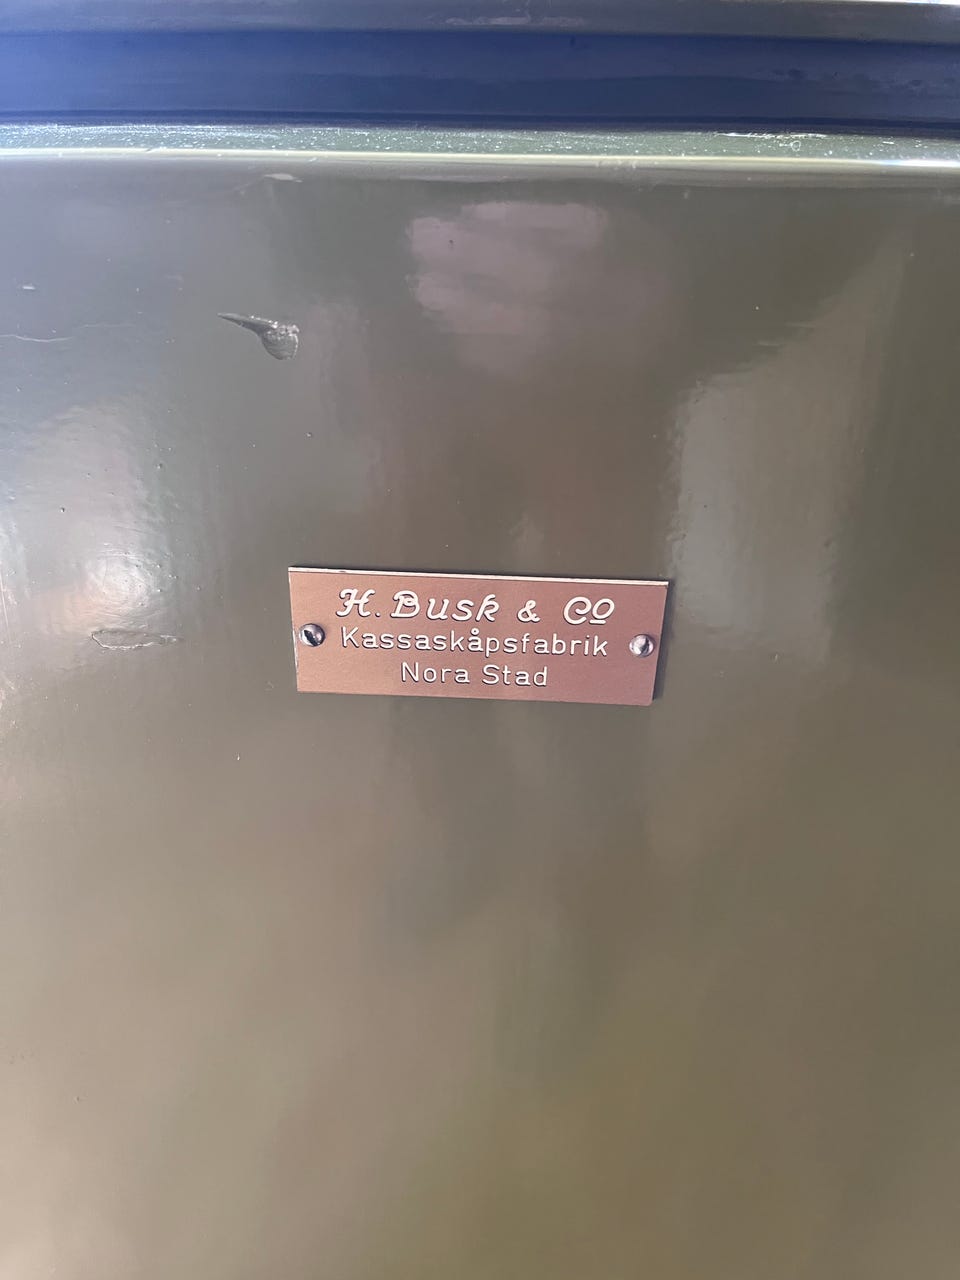 H. Busk & Cº
Kassaskåpsfabrik
Nora Stad